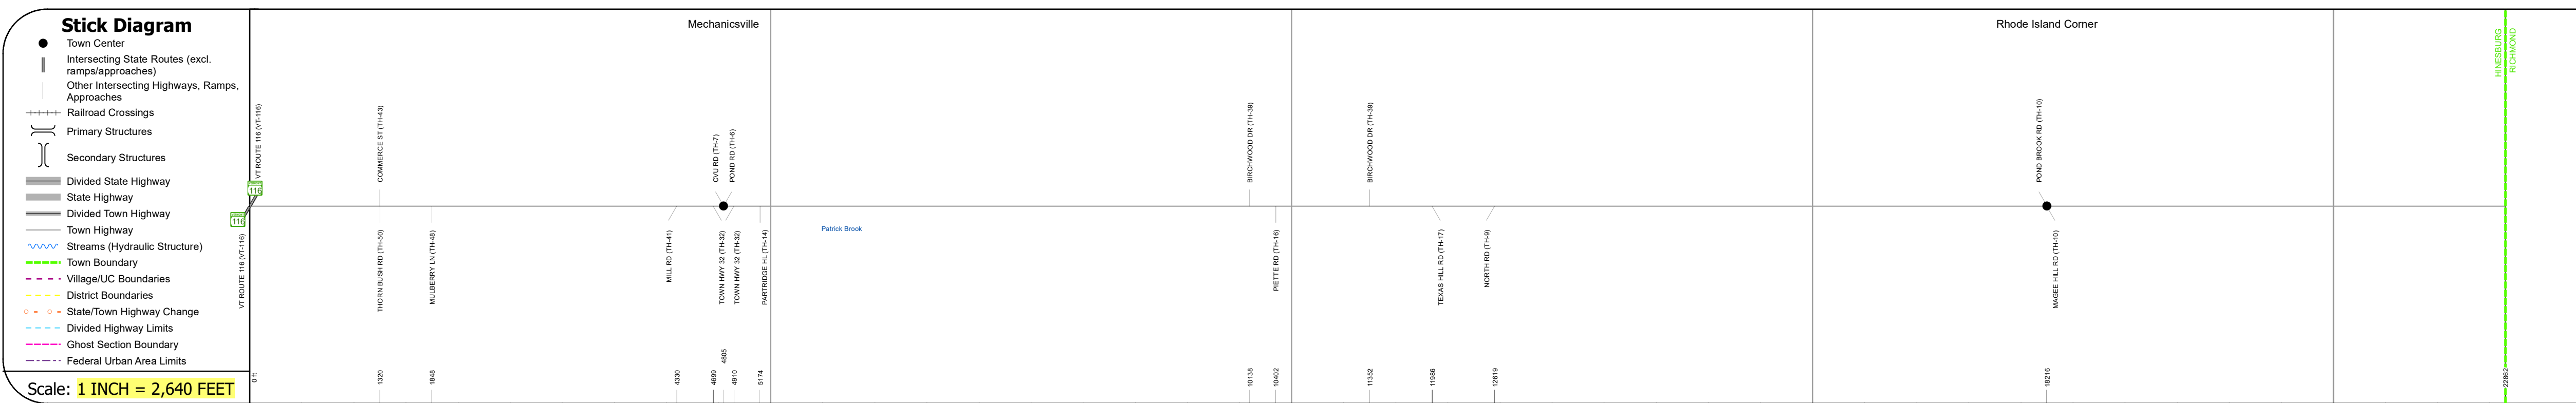 Stick Diagram
Town Center
Intersecting State Routes (excl.
ramps/approaches)
Other Intersecting Highways, Ramps,
Approaches
Railroad Crossings
Primary Structures
Secondary Structures
Divided State Highway
State Highway
Divided Town Highway
Town Highway
Streams (Hydraulic Structure)
Town Boundary
Village/UC Boundaries
District Boundaries
State/Town Highway Change
Divided Highway Limits
Ghost Section Boundary
Federal Urban Area Limits
Scale: 1 INCH = 2,640 FEET
Mechanicsville
Rhode Island Corner
HINESBURG
RICHMOND
VT ROUTE 116 (VT-116)
COMMERCE ST (TH-43)
CVU RD (TH-7)
POND RD (TH-6)
BIRCHWOOD DR (TH-39)
BIRCHWOOD DR (TH-39)
POND BROOK RD (TH-10)
116
116
VT ROUTE 116 (VT-116)
THORN BUSH RD (TH-50)
MULBERRY LN (TH-48)
MILL RD (TH-41)
TOWN HWY 32 (TH-32)
TOWN HWY 32 (TH-32)
PARTRIDGE HL (TH-14)
Patrick Brook
PIETTE RD (TH-16)
TEXAS HILL RD (TH-17)
NORTH RD (TH-9)
MAGEE HILL RD (TH-10)
0 ft
1320
1848
4330
4699
4805
4910
5174
10138
10402
11352
11986
12619
18216
22862